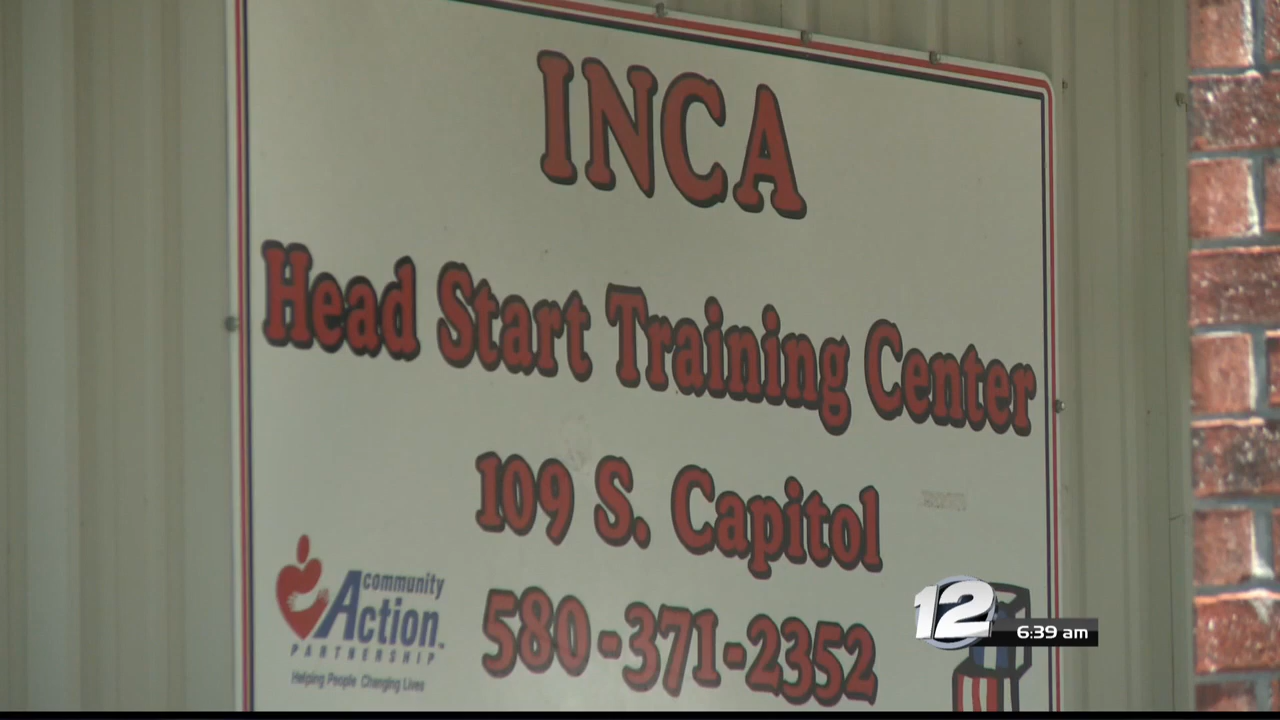 INCA
Head Start Training Center
109 S. Capitol
580-371-2352
community
Action
PARTNERSHIP
Helping People Changing Lives
12
6:39 am